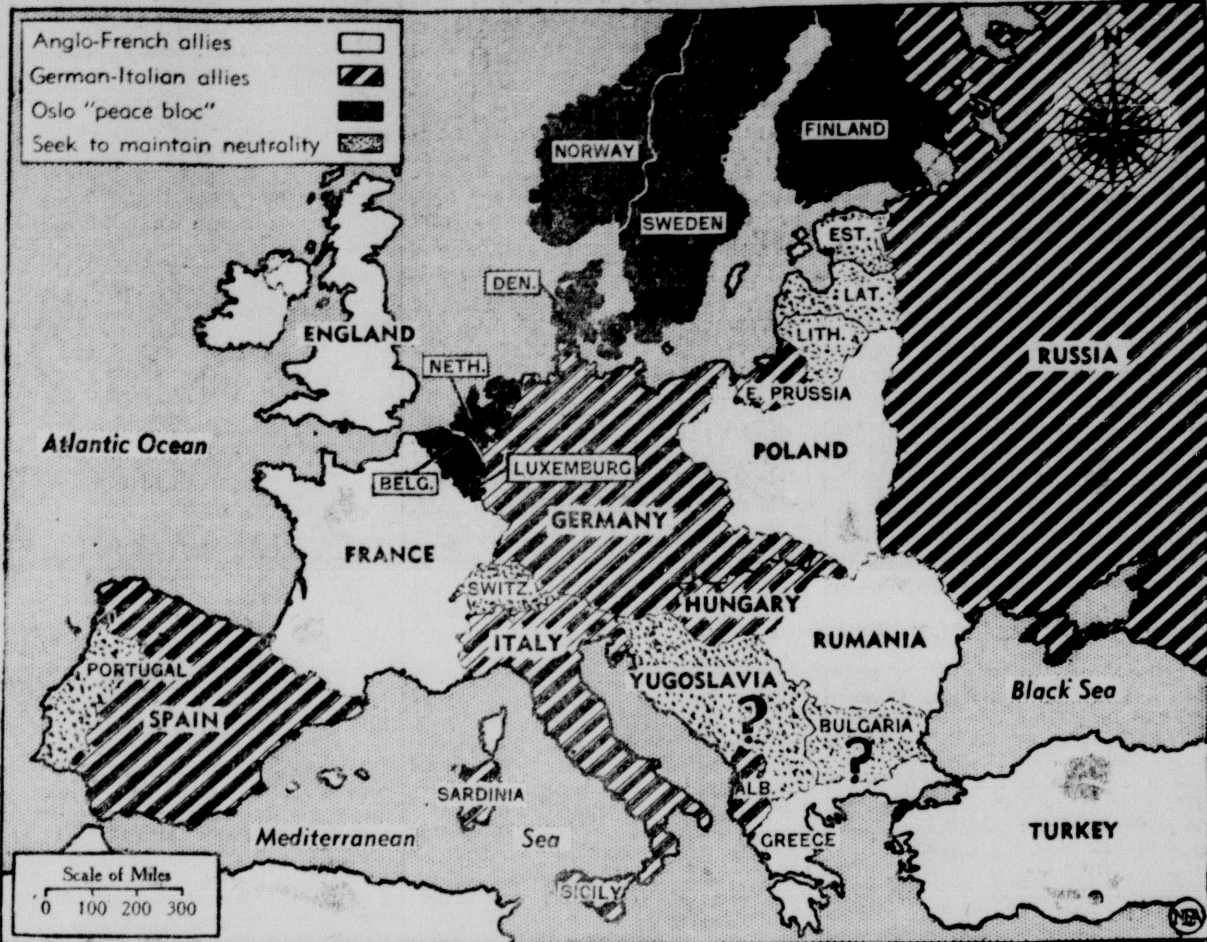 Anglo-French allies
German-Italian allies
Oslo "peace bloc"
Seek to maintain neutrality
N
NORWAY
FINLAND
SWEDEN
EST.
DEN.
LAT.
ENGLAND
LITH.
NETH.
RUSSIA
E. PRUSSIA
Atlantic Ocean
POLAND
LUXEMBURG
BELG.
GERMANY
FRANCE
SWITZ.
HUNGARY
ITALY
RUMANIA
PORTUGAL
YUGOSLAVIA
?
Black Sea
SPAIN
BULGARIA
?
ALB.
SARDINIA
TURKEY
Mediterranean Sea
GREECE
Scale of Miles
0 100 200 300
SICILY
NEA